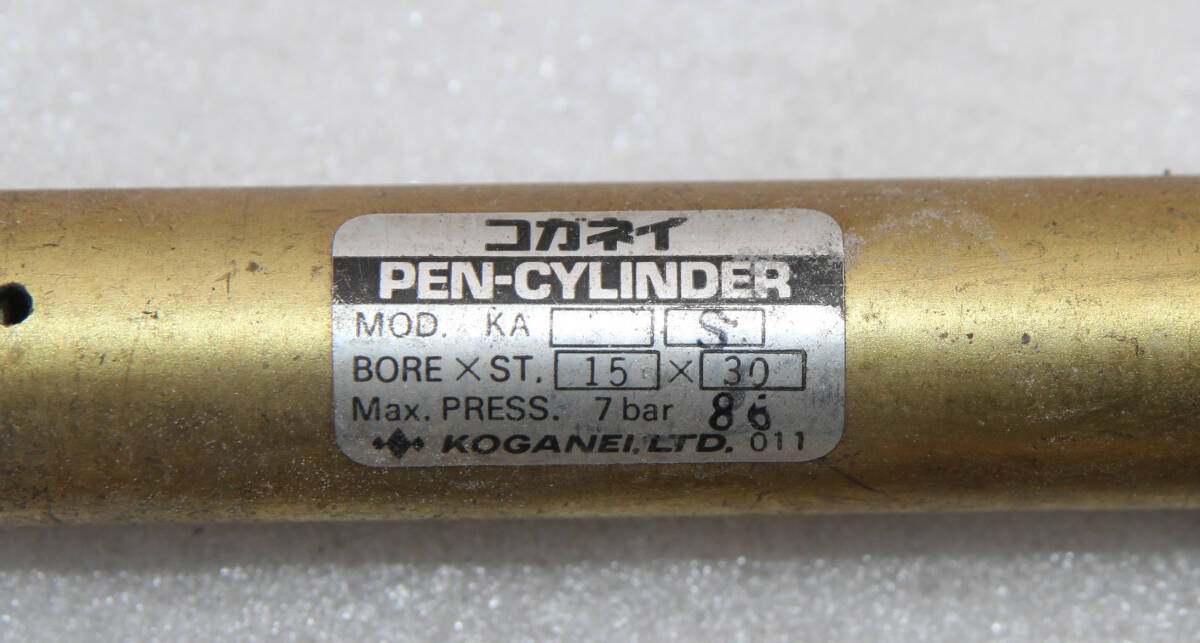 コガネイ
PEN-CYLINDER
MOD. KA S
BORE × ST. 15 × 30
Max. PRESS. 7 bar 86
KOGANEI, LTD. 011